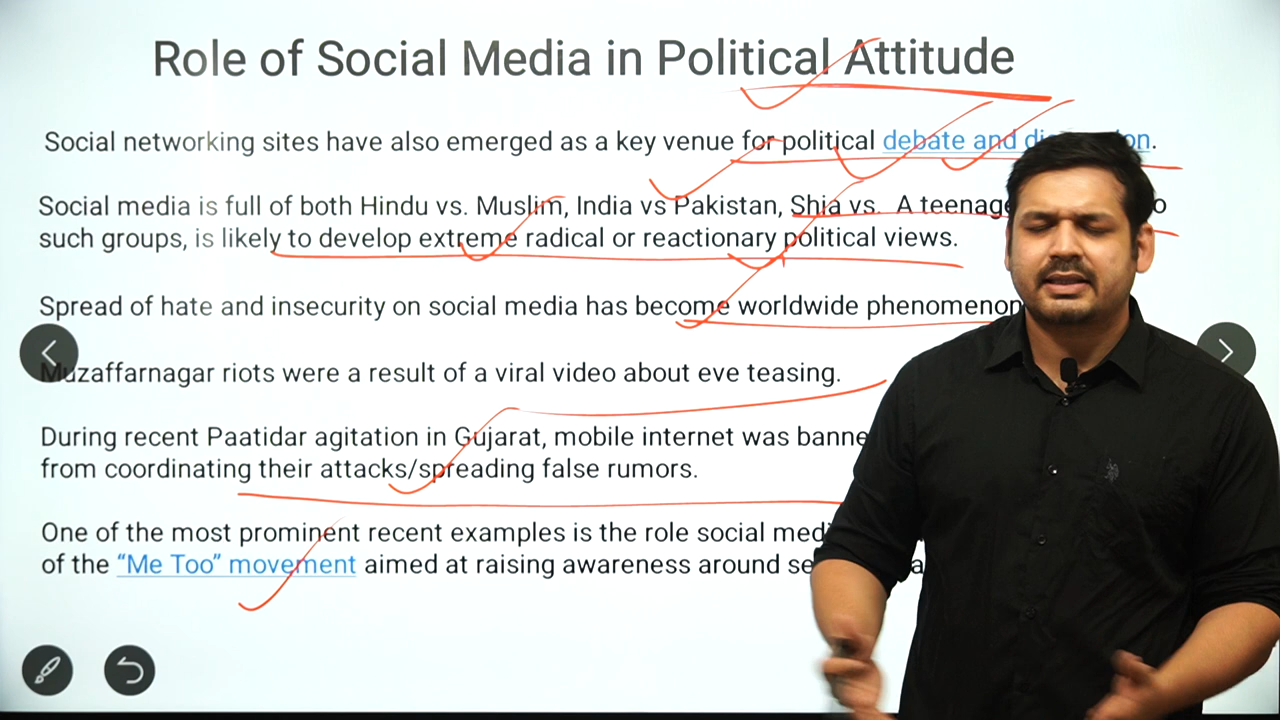 Role of Social Media in Political Attitude
Social networking sites have also emerged as a key venue for political debate and
Social media is full of both Hindu vs. Muslim, India vs Pakistan, Shia vs. A
such groups, is likely to develop extreme radical or reactionary political views.
Spread of hate and insecurity on social media has become worldwide phenomenon
Muzaffarnagar riots were a result of a viral video about eve teasing.
During recent Paatidar agitation in Gujarat, mobile internet was
from coordinating their attacks/spreading false rumors.
One of the most prominent recent examples is the role social
of the “Me Too” movement aimed at raising awareness around